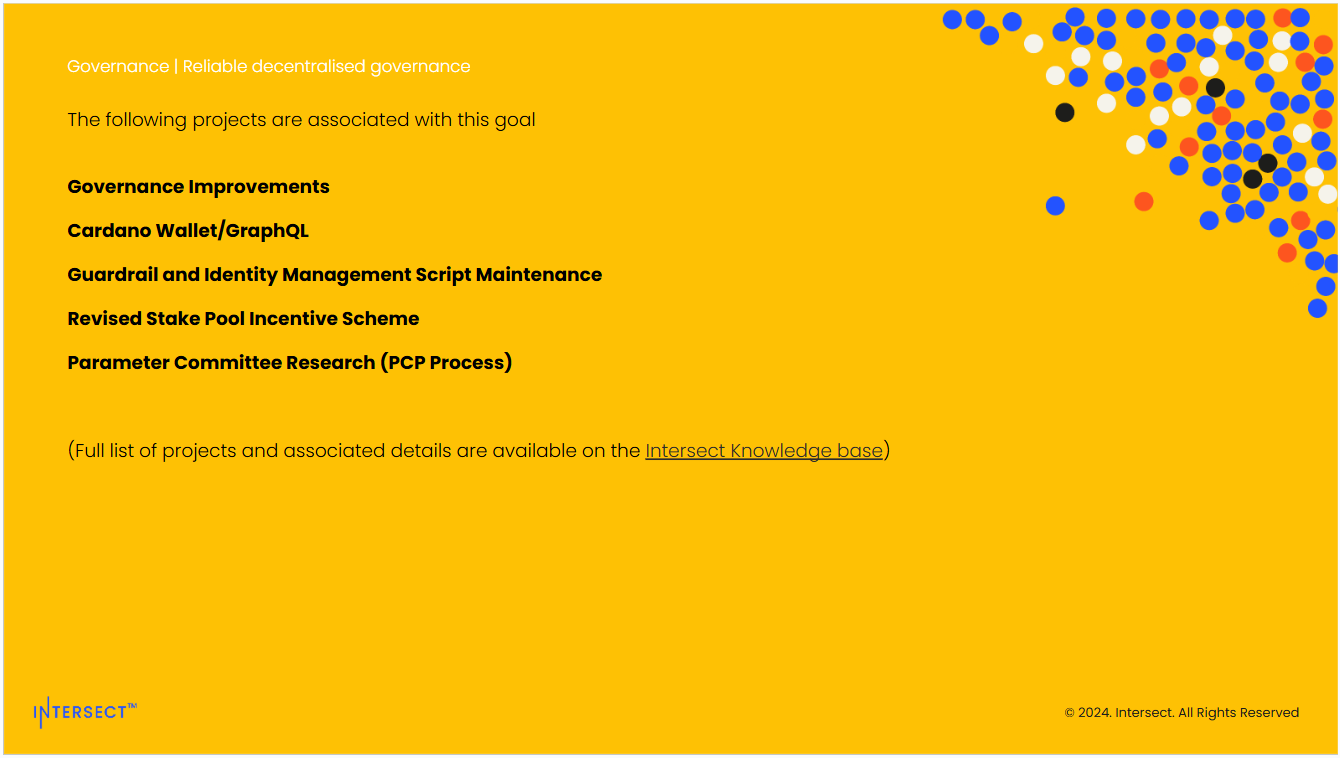 Governance | Reliable decentralised governance
The following projects are associated with this goal
Governance Improvements
Cardano Wallet/GraphQL
Guardrail and Identity Management Script Maintenance
Revised Stake Pool Incentive Scheme
Parameter Committee Research (PCP Process)
(Full list of projects and associated details are available on the Intersect Knowledge base)
INTERSECT™
© 2024. Intersect. All Rights Reserved